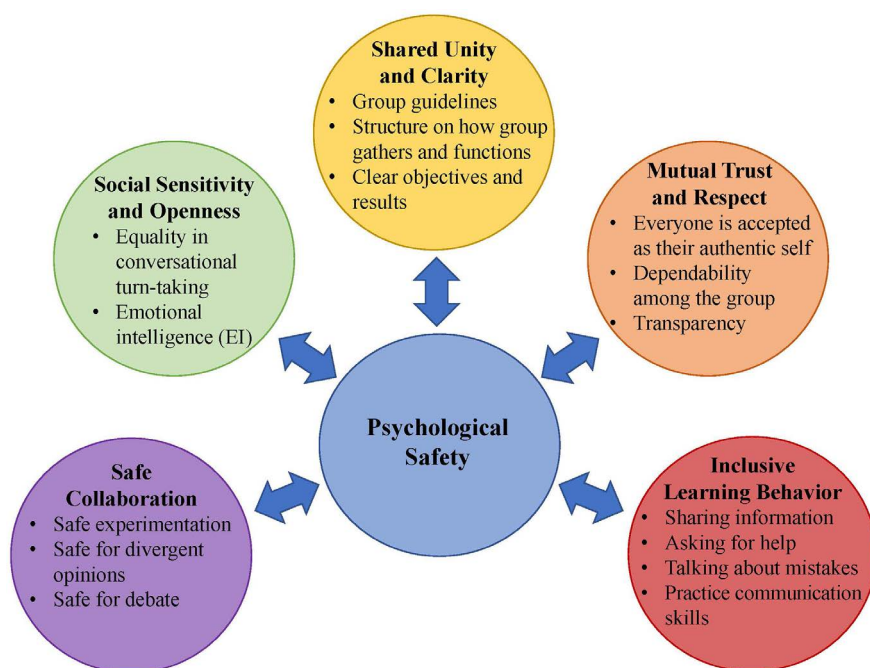 Shared Unity
and Clarity
• Group guidelines
• Structure on how group
gathers and functions
• Clear objectives and
results
Social Sensitivity
and Openness
• Equality in
conversational
turn-taking
• Emotional
intelligence (EI)
Mutual Trust
and Respect
• Everyone is accepted
as their authentic self
• Dependability
among the group
• Transparency
Psychological
Safety
Safe
Collaboration
• Safe experimentation
• Safe for divergent
opinions
• Safe for debate
Inclusive
Learning Behavior
• Sharing information
• Asking for help
• Talking about mistakes
• Practice communication
skills